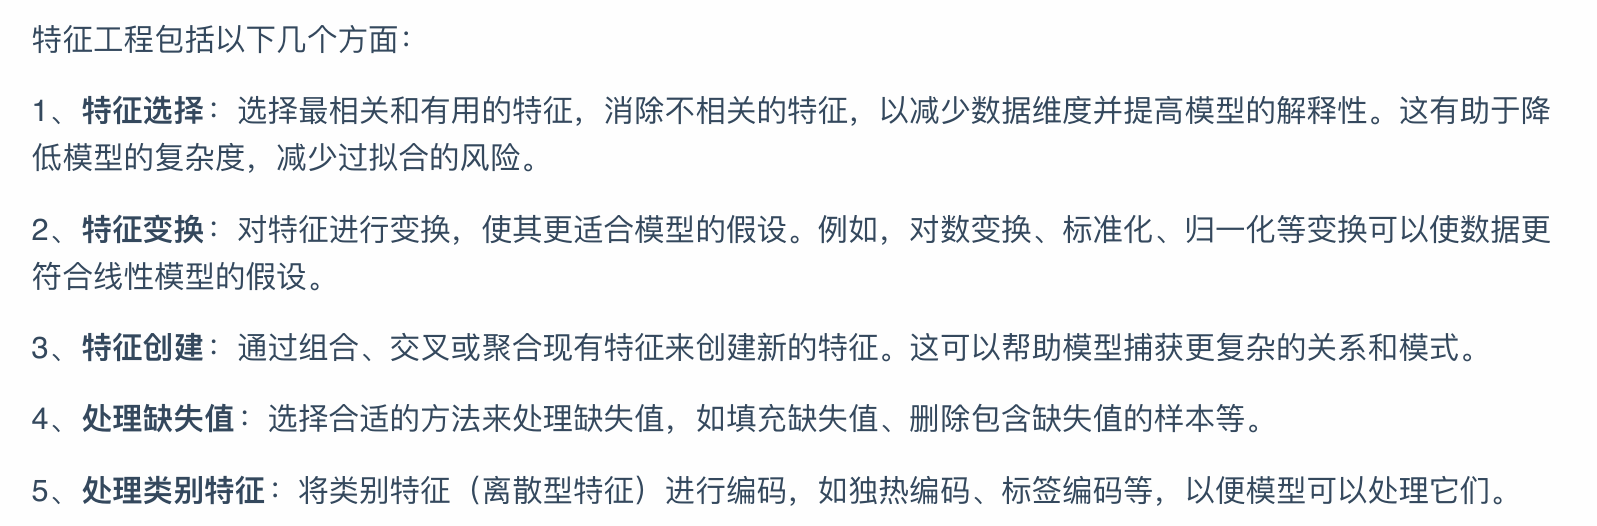 特征工程包括以下几个方面：
1、特征选择：选择最相关和有用的特征，消除不相关的特征，以减少数据维度并提高模型的解释性。这有助于降
低模型的复杂度，减少过拟合的风险。
2、特征变换：对特征进行变换，使其更适合模型的假设。例如，对数变换、标准化、归一化等变换可以使数据更
符合线性模型的假设。
3、特征创建：通过组合、交叉或聚合现有特征来创建新的特征。这可以帮助模型捕获更复杂的关系和模式。
4、处理缺失值：选择合适的方法来处理缺失值，如填充缺失值、删除包含缺失值的样本等。
5、处理类别特征：将类别特征（离散型特征）进行编码，如独热编码、标签编码等，以便模型可以处理它们。